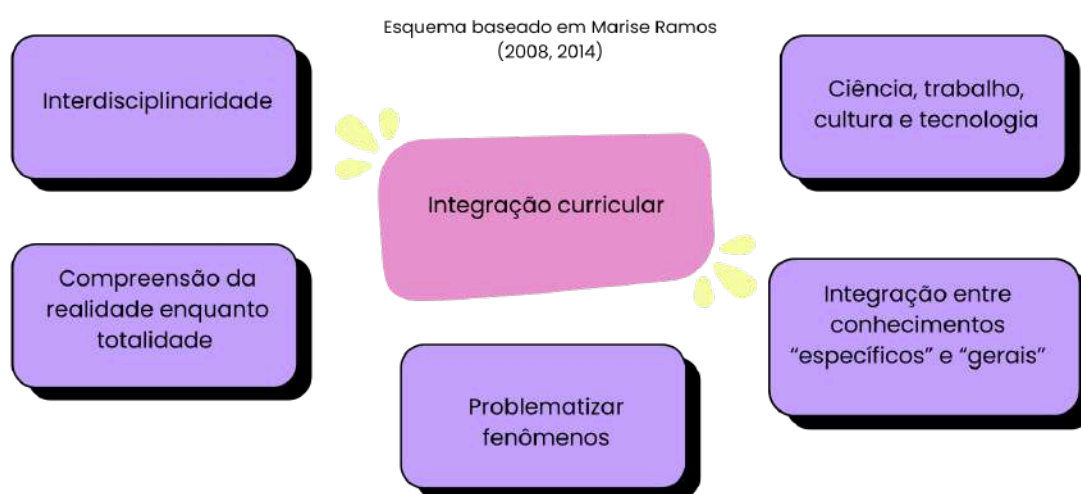 Esquema baseado em Marise Ramos
(2008, 2014)
Interdisciplinaridade
Ciência, trabalho,
cultura e tecnologia
Integração curricular
Compreensão da
realidade enquanto
totalidade
Integração entre
conhecimentos
“específicos” e “gerais”
Problematizar
fenômenos